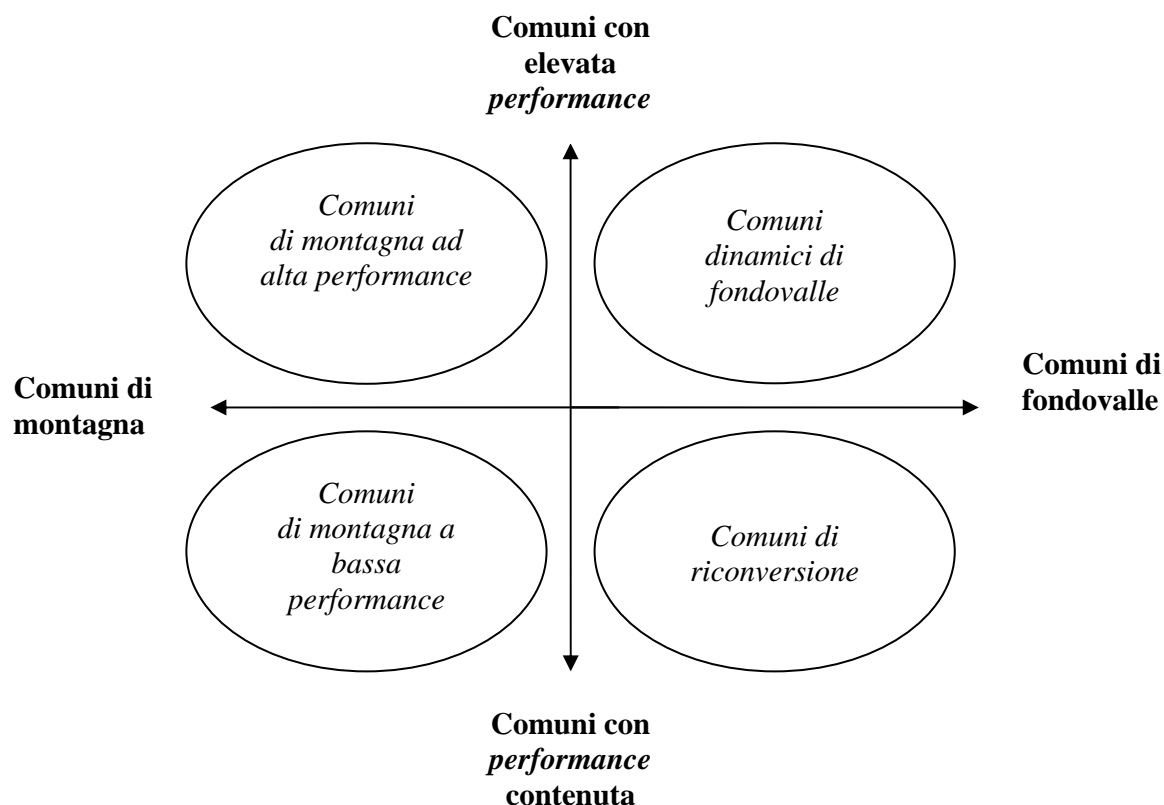 Comuni con
elevata
performance
Comuni
di montagna ad
alta performance
Comuni
dinamici di
fondovalle
Comuni di
montagna
Comuni di
fondovalle
Comuni
di montagna a
bassa
performance
Comuni di
riconversione
Comuni con
performance
contenuta